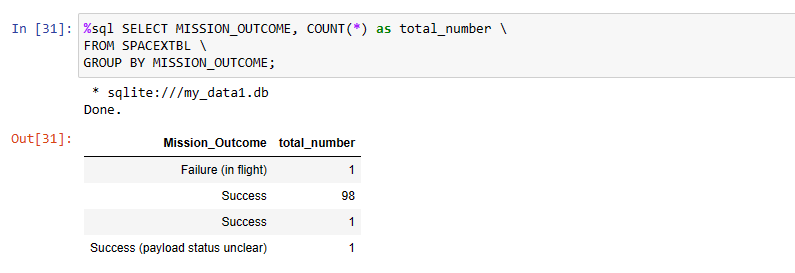 In [31]: %sql SELECT MISSION_OUTCOME, COUNT(*) as total_number \
FROM SPACEXTBL \
GROUP BY MISSION_OUTCOME;
* sqlite:///my_data1.db
Done.
Out[31]:
Mission_Outcome total_number
Failure (in flight) 1
Success 98
Success 1
Success (payload status unclear) 1